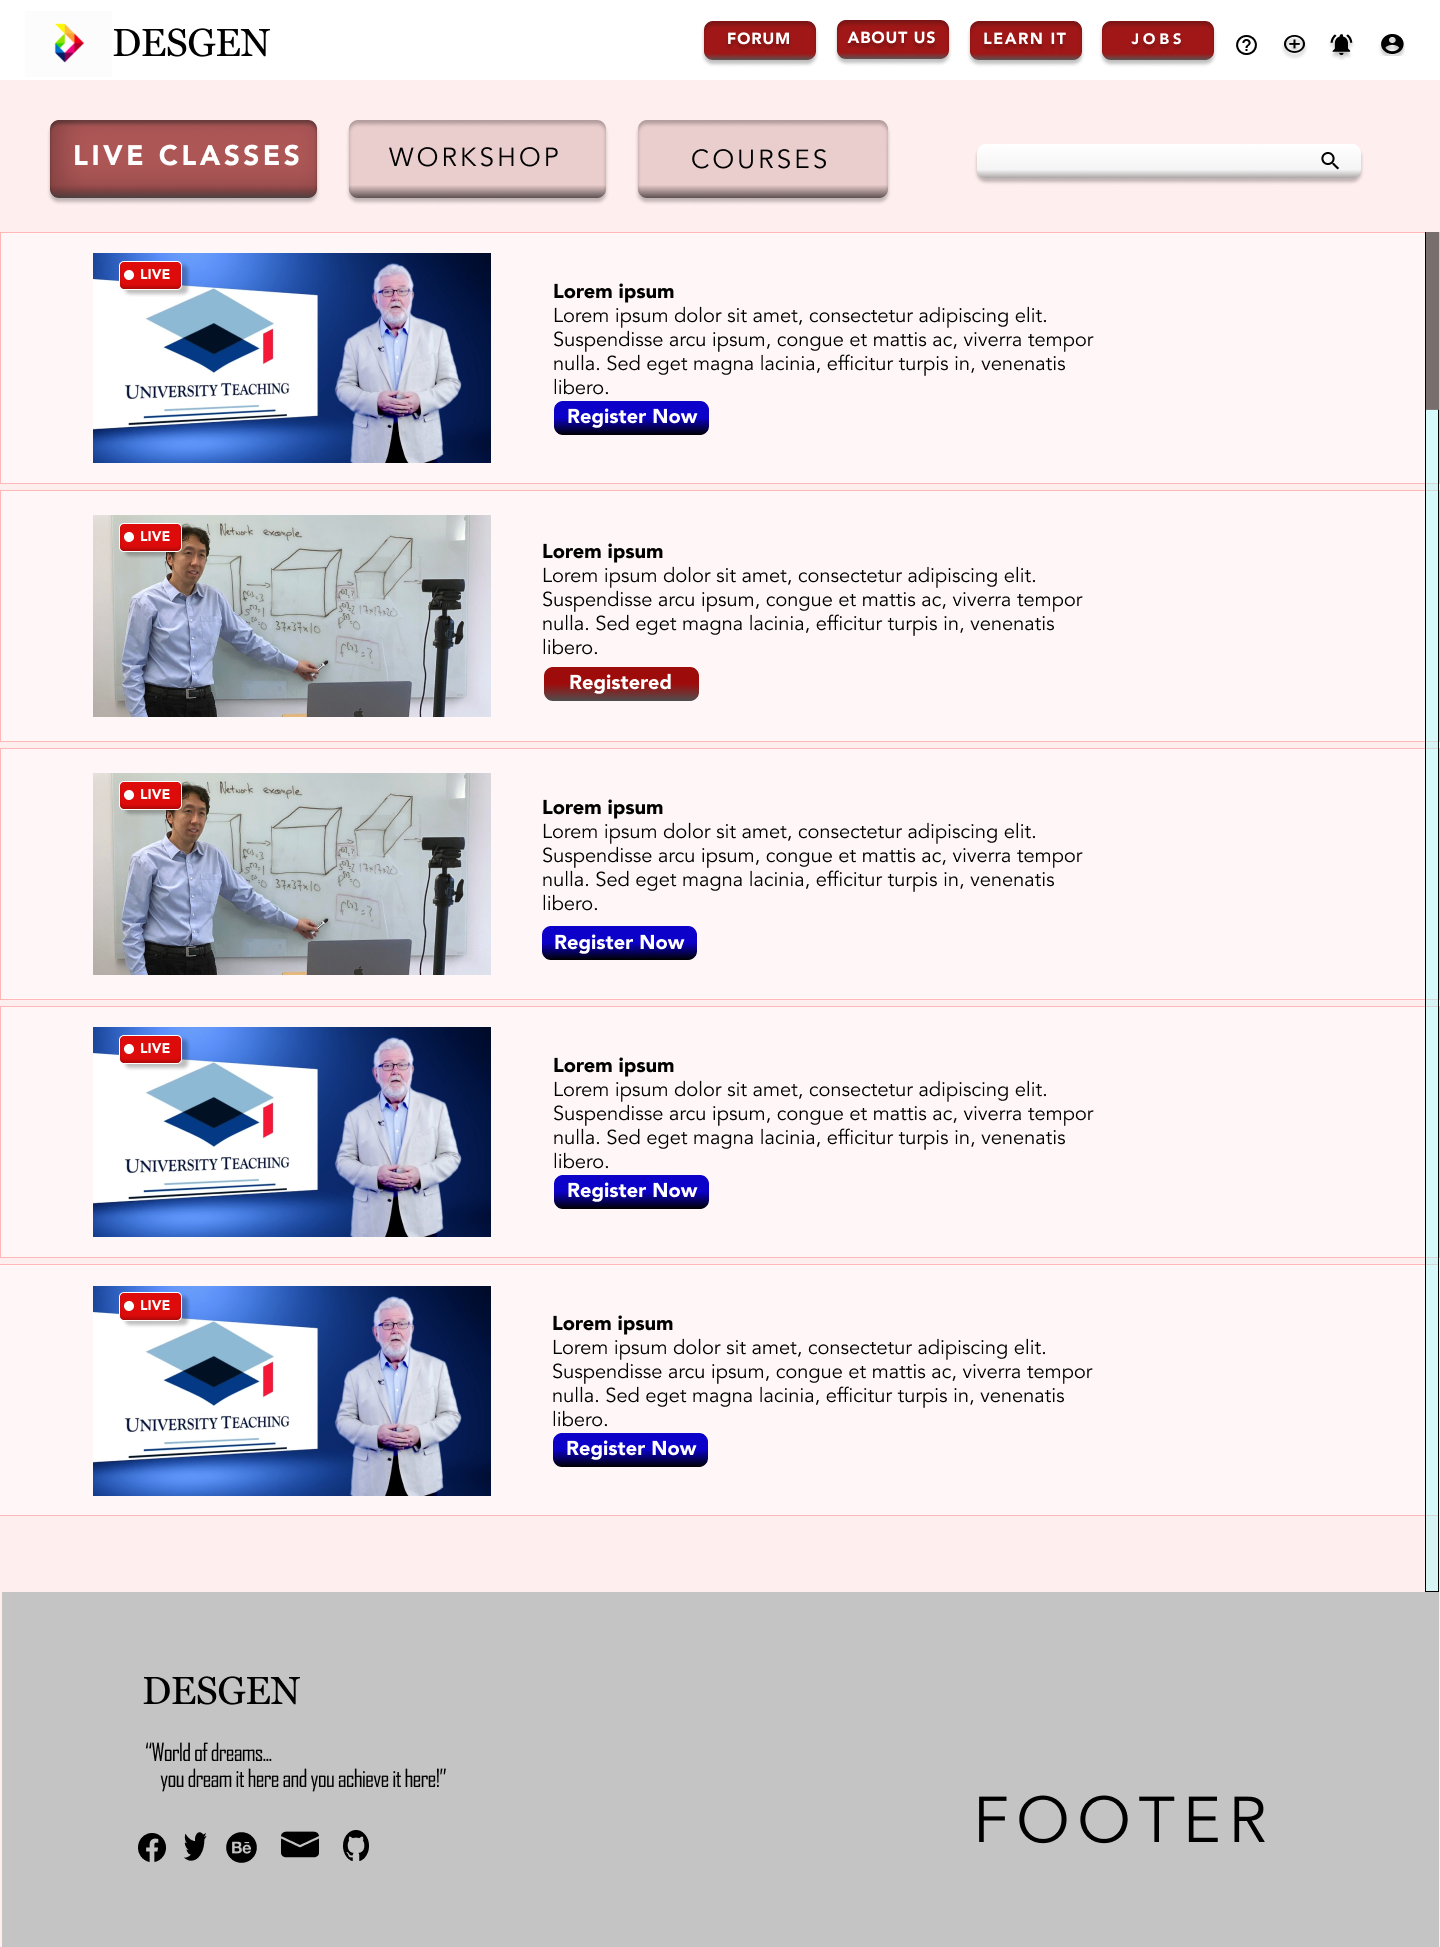 DESGEN
FORUM
ABOUT US
LEARN IT
JOBS
LIVE CLASSES
WORKSHOP
COURSES
LIVE
UNIVERSITY TEACHING
Lorem ipsum
Lorem ipsum dolor sit amet, consectetur adipiscing elit.
Suspendisse arcu ipsum, congue et mattis ac, viverra tempor
nulla. Sed eget magna lacinia, efficitur turpis in, venenatis
libero.
Register Now
LIVE
Network example
37x37x10
17x17x20
Lorem ipsum
Lorem ipsum dolor sit amet, consectetur adipiscing elit.
Suspendisse arcu ipsum, congue et mattis ac, viverra tempor
nulla. Sed eget magna lacinia, efficitur turpis in, venenatis
libero.
Registered
LIVE
Network example
37x37x10
17x17x20
Lorem ipsum
Lorem ipsum dolor sit amet, consectetur adipiscing elit.
Suspendisse arcu ipsum, congue et mattis ac, viverra tempor
nulla. Sed eget magna lacinia, efficitur turpis in, venenatis
libero.
Register Now
LIVE
UNIVERSITY TEACHING
Lorem ipsum
Lorem ipsum dolor sit amet, consectetur adipiscing elit.
Suspendisse arcu ipsum, congue et mattis ac, viverra tempor
nulla. Sed eget magna lacinia, efficitur turpis in, venenatis
libero.
Register Now
LIVE
UNIVERSITY TEACHING
Lorem ipsum
Lorem ipsum dolor sit amet, consectetur adipiscing elit.
Suspendisse arcu ipsum, congue et mattis ac, viverra tempor
nulla. Sed eget magna lacinia, efficitur turpis in, venenatis
libero.
Register Now
DESGEN
“World of dreams...
you dream it here and you achieve it here!”
Bē
FOOTER